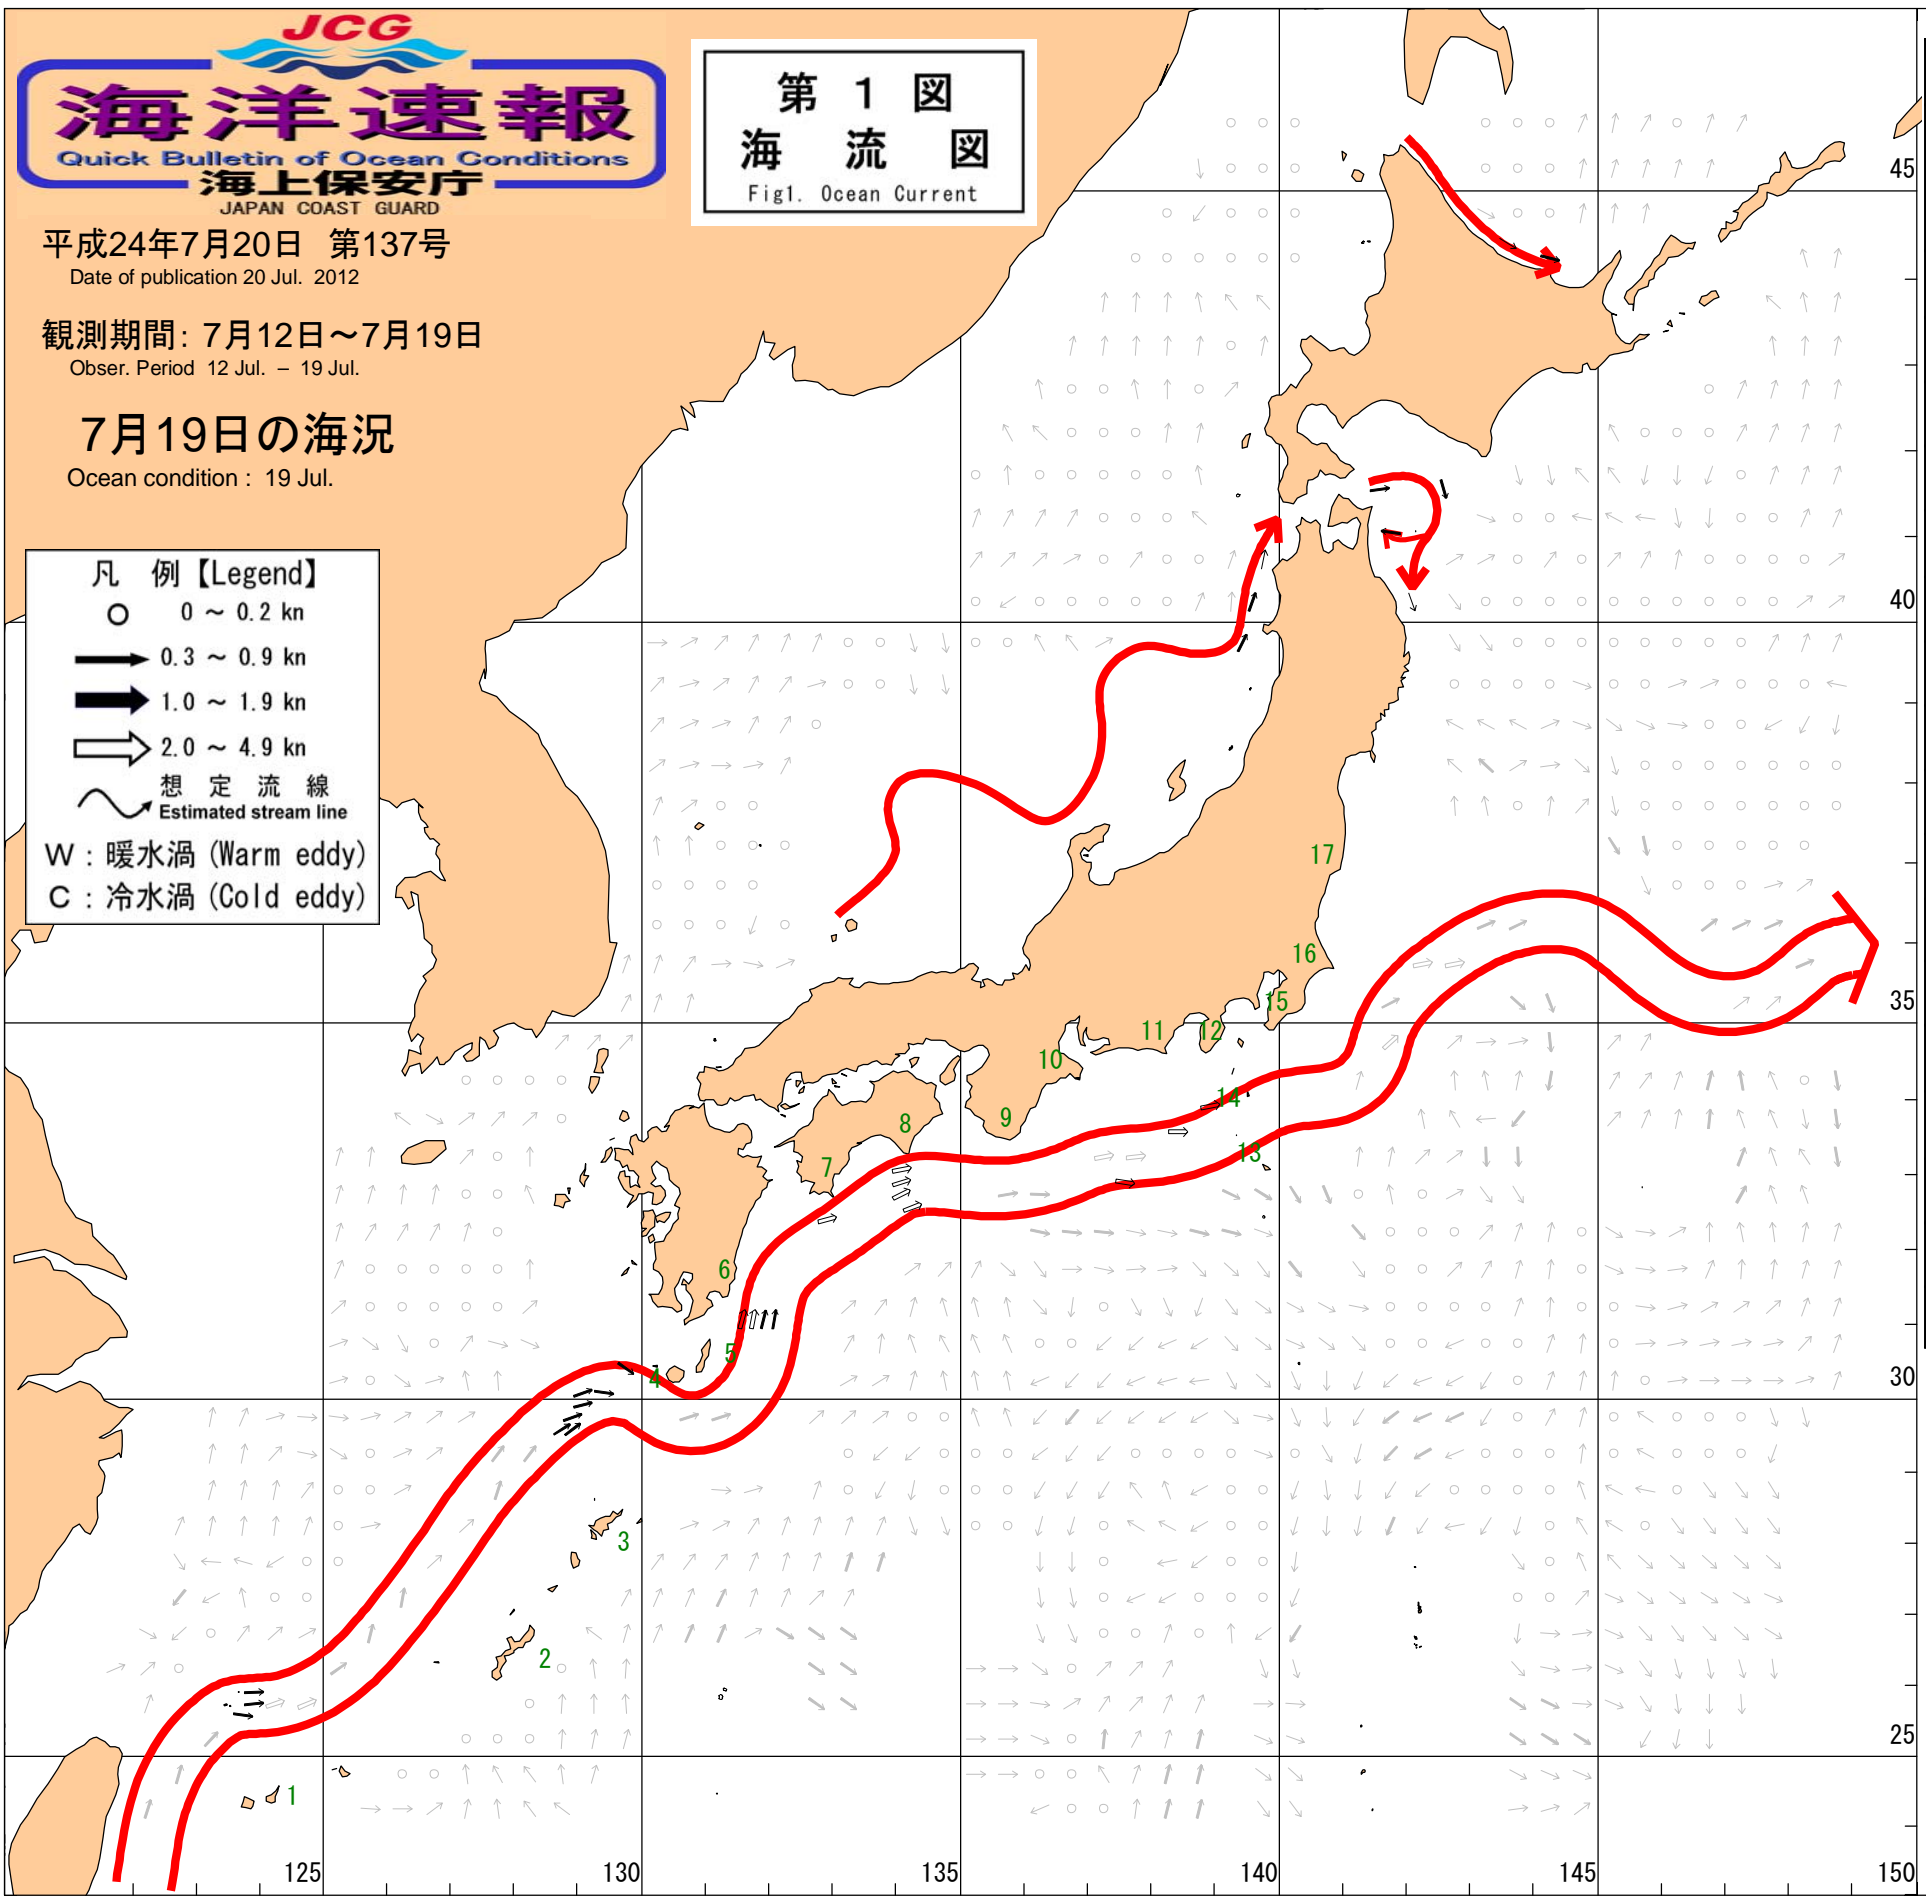 JCG
海洋速報
Quick Bulletin of Ocean Conditions
海上保安庁
JAPAN COAST GUARD
第 1 図
海 流 図
Fig1. Ocean Current
平成24年7月20日 第137号
Date of publication 20 Jul. 2012
観測期間: 7月12日～7月19日
Obser. Period 12 Jul. – 19 Jul.
7月19日の海況
Ocean condition : 19 Jul.
凡 例【Legend】
0 ～ 0.2 kn
0.3 ～ 0.9 kn
1.0 ～ 1.9 kn
2.0 ～ 4.9 kn
想 定 流 線
Estimated stream line
W : 暖水渦 (Warm eddy)
C : 冷水渦 (Cold eddy)
45
40
17
16
35
15
12
11
10
14
9
8
13
7
6
5
4
30
3
2
25
1
125
130
135
140
145
150